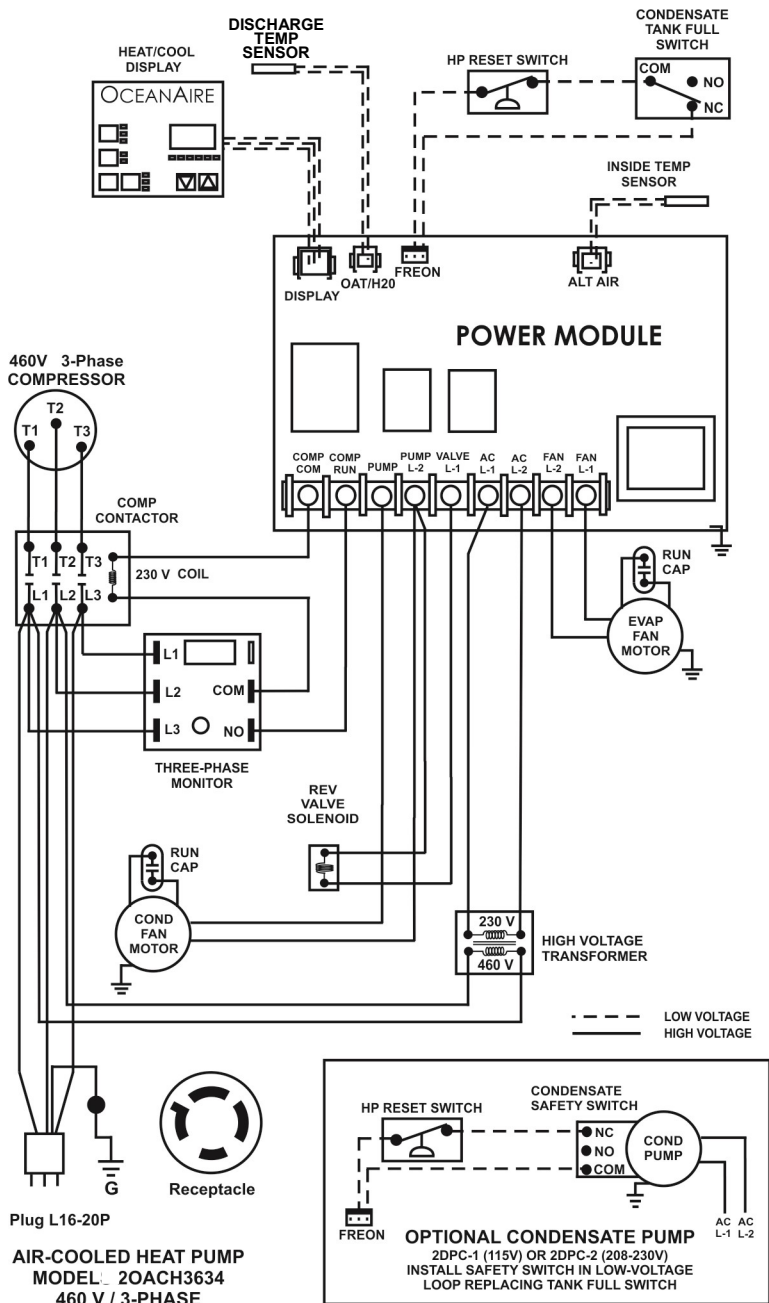 DISCHARGE
TEMP
SENSOR
HEAT/COOL
DISPLAY
OCEANAIRE
HP RESET SWITCH
CONDENSATE
TANK FULL
SWITCH
COM
NO
NC
INSIDE TEMP
SENSOR
DISPLAY
OAT/H20
FREON
ALT AIR
POWER MODULE
460V 3-Phase
COMPRESSOR
T2
T1
T3
COMP
COM
COMP
RUN
PUMP
PUMP
L-2
VALVE
L-1
AC
L-1
AC
L-2
FAN
L-2
FAN
L-1
COMP
CONTACTOR
T1 T2 T3
230 V COIL
L1 L2 L3
RUN
CAP
EVAP
FAN
MOTOR
L1
L2
COM
L3
NO
THREE-PHASE
MONITOR
REV
VALVE
SOLENOID
RUN
CAP
COND
FAN
MOTOR
230 V
460 V
HIGH VOLTAGE
TRANSFORMER
LOW VOLTAGE
HIGH VOLTAGE
G
Receptacle
Plug L16-20P
AIR-COOLED HEAT PUMP
MODEL: 2OACH3634
460 V / 3-PHASE
HP RESET SWITCH
CONDENSATE
SAFETY SWITCH
NC
NO
COM
COND
PUMP
FREON
AC
L-1
AC
L-2
OPTIONAL CONDENSATE PUMP
2DPC-1 (115V) OR 2DPC-2 (208-230V)
INSTALL SAFETY SWITCH IN LOW-VOLTAGE
LOOP REPLACING TANK FULL SWITCH